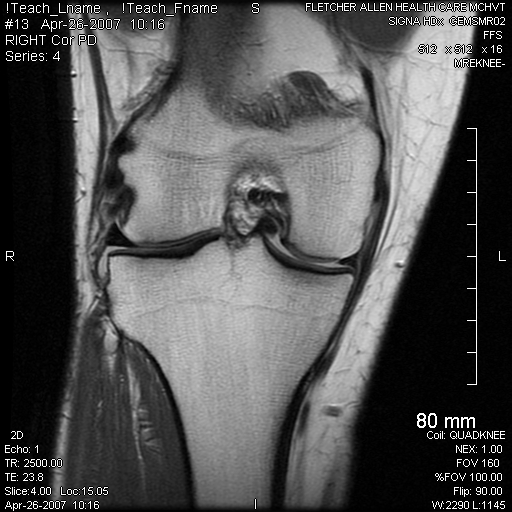 !Teach_Lname , !Teach_Fname
#13 Apr-26-2007 10:16
RIGHT Cor PD
Series: 4
S
FLETCHER ALLEN HEALTH CARE MCHVT
SIGNA HDx GEMSMR02
FFS
512 x 512 x 16
MREKNEE-
R
L
80 mm
2D
Echo: 1
TR: 2500.00
TE: 23.8
Slice:4.00 Loc:15.05
Apr-26-2007 10:16
I
Coil: QUADKNEE
NEX: 1.00
FOV 160
%FOV 100.00
Flip: 90.00
W:2290 L:1145